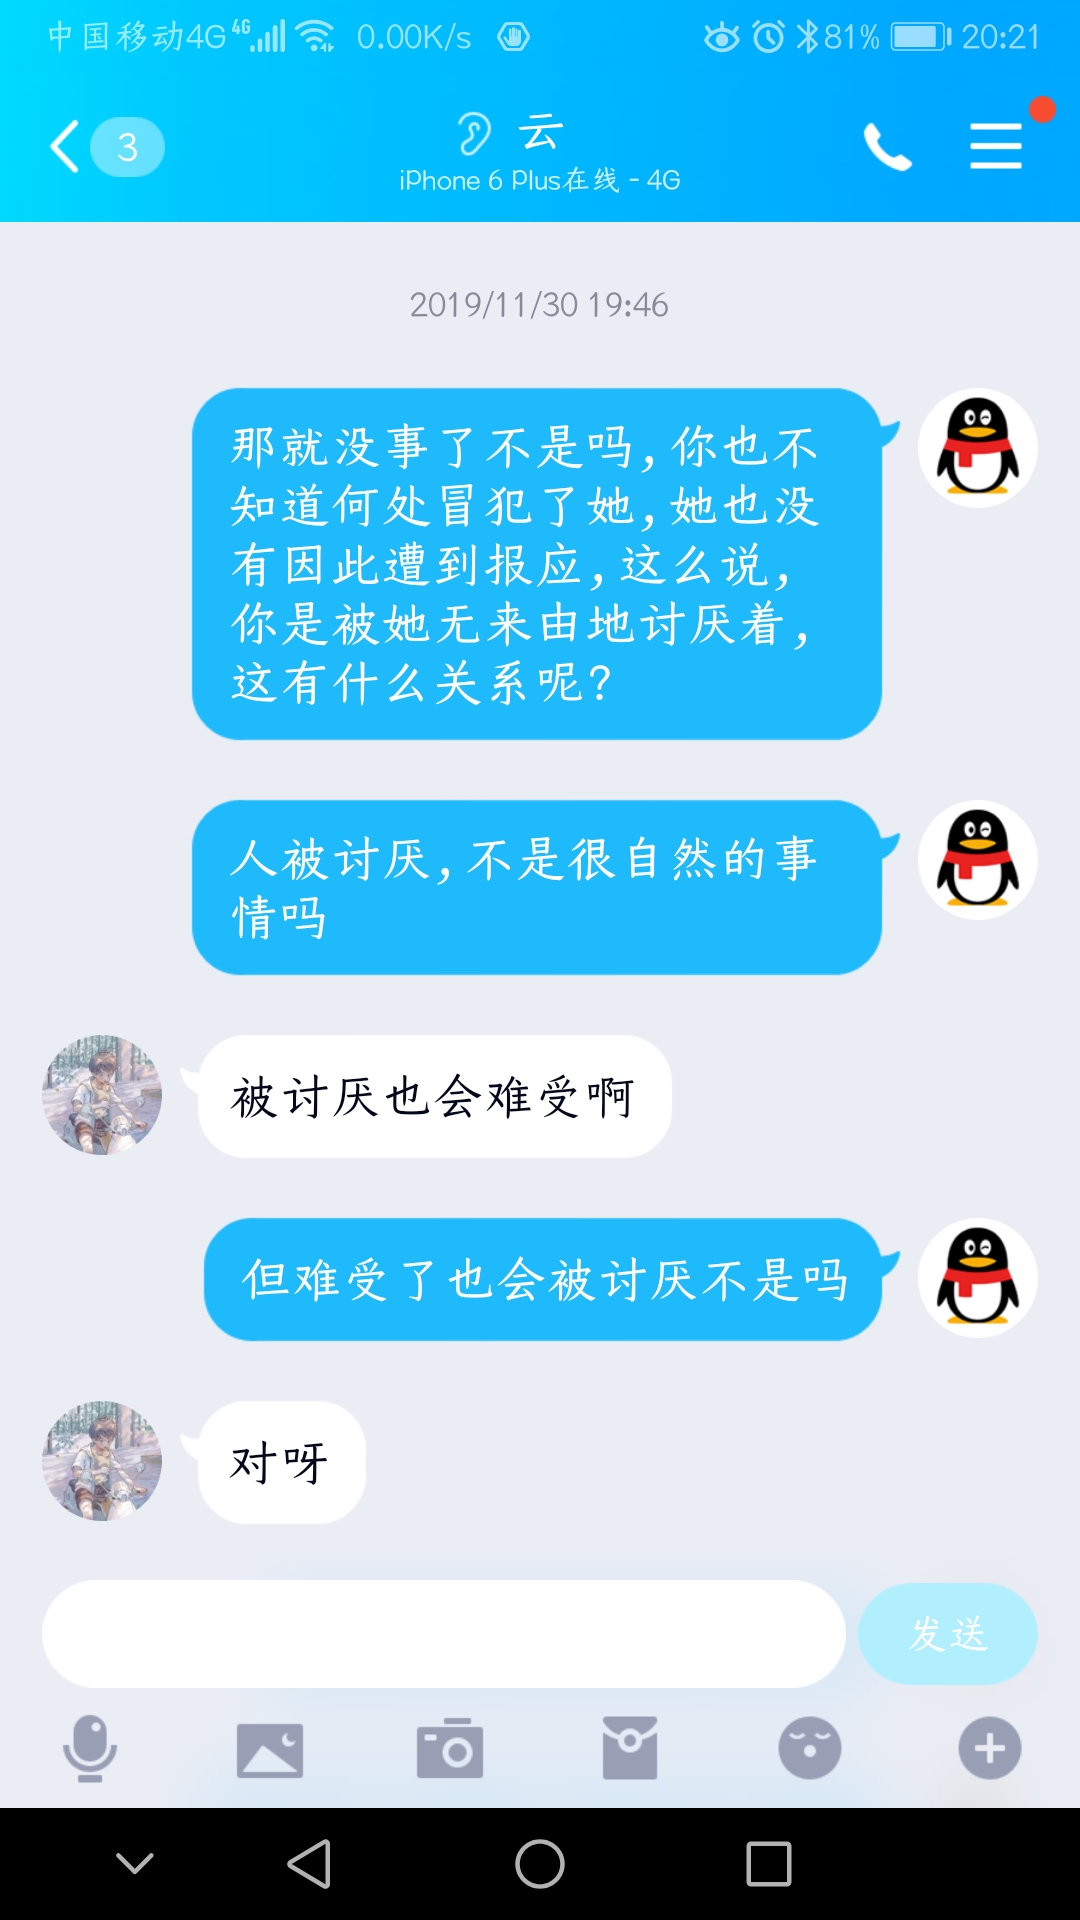 中国移动4G 4G 0.00K/s 81% 20:21
3 云
iPhone 6 Plus在线 - 4G
2019/11/30 19:46
那就没事了不是吗,你也不
知道何处冒犯了她,她也没
有因此遭到报应,这么说,
你是被她无来由地讨厌着,
这有什么关系呢?
人被讨厌,不是很自然的事
情吗
被讨厌也会难受啊
但难受了也会被讨厌不是吗
对呀
发送